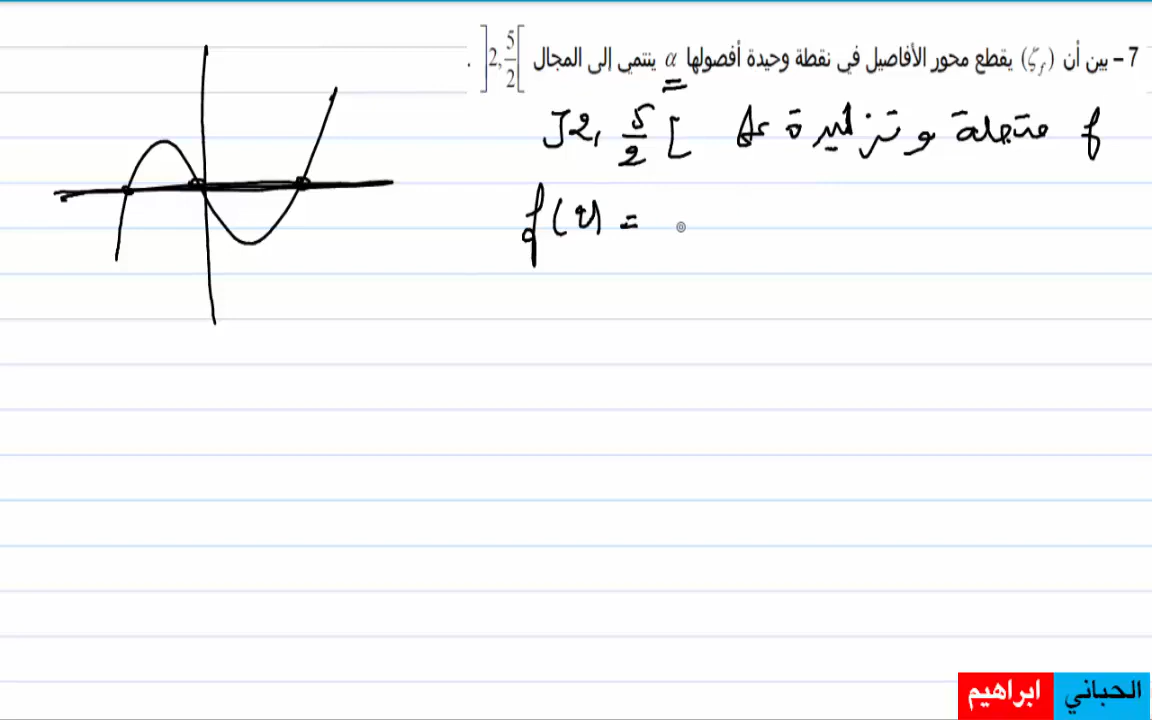 7 – بين أن (ζf) يقطع محور الأفاصيل في نقطة وحيدة أفصولها α ينتمي إلى المجال ]2,5/2[ .
f متصلة و تزايدية على ]2, 5/2[
f(2) =
ابراهيم الحباني